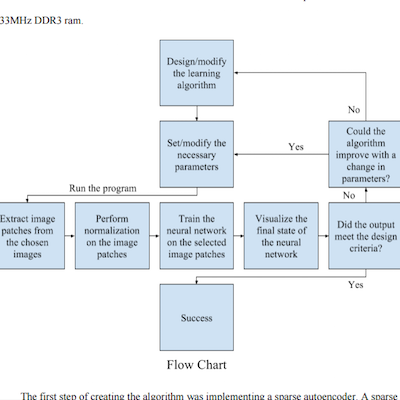 33MHz DDR3 ram.
Design/modify
the learning
algorithm
No
Set/modify the
necessary
parameters
Yes
Could the
algorithm
improve with a
change in
parameters?
Run the program
No
Extract image
patches from
the chosen
images
Perform
normalization
on the image
patches
Train the
neural network
on the selected
image patches
Visualize the
final state of
the neural
network
Did the output
meet the design
criteria?
Yes
Success
Flow Chart
The first step of creating the algorithm was implementing a sparse autoencoder. A sparse